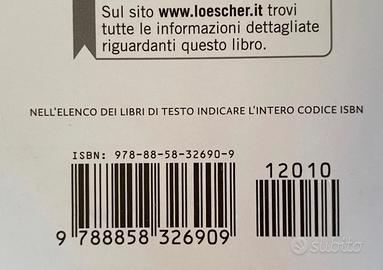 Sul sito www.loescher.it trovi
tutte le informazioni dettagliate
riguardanti questo libro.
NELL'ELENCO DEI LIBRI DI TESTO INDICARE L'INTERO CODICE ISBN
ISBN: 978-88-58-32690-9
12010
9 788858 326909
subito